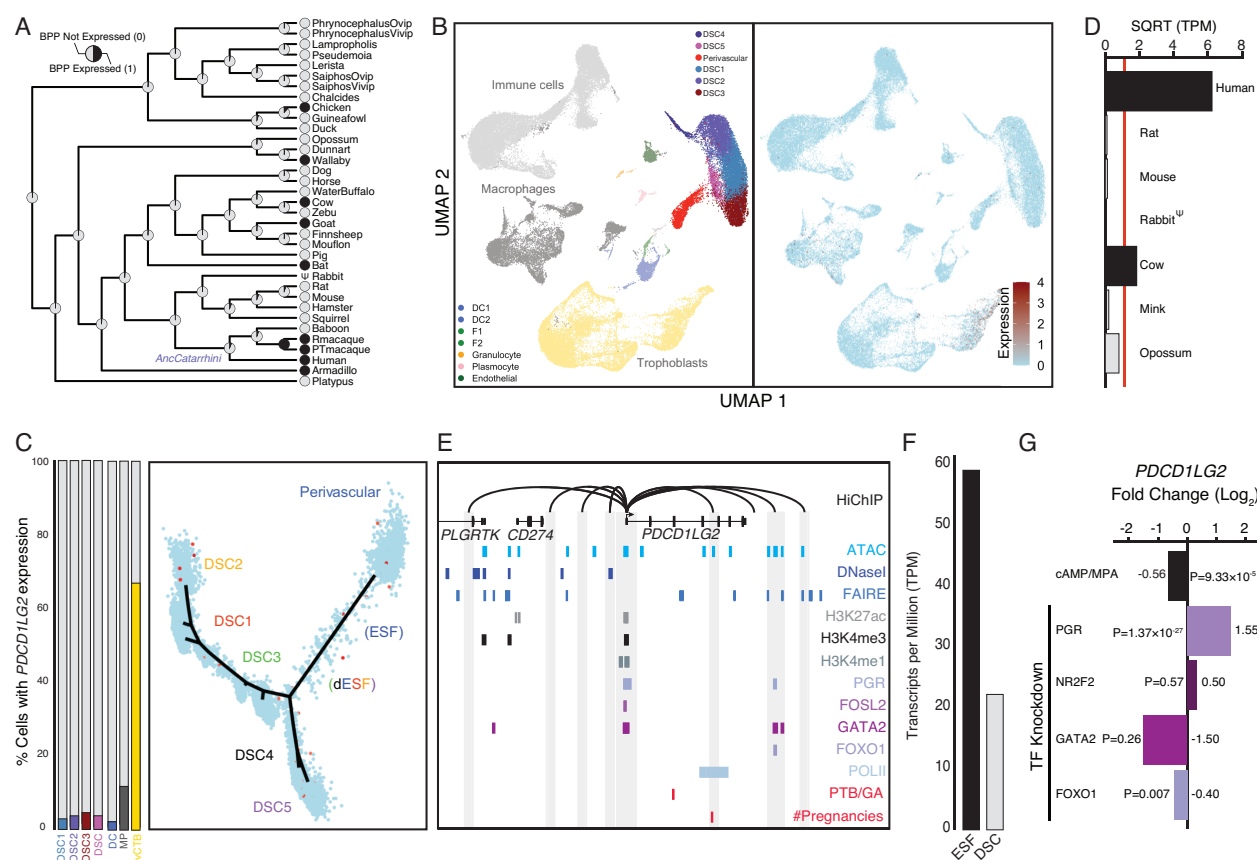 A
BPP Not Expressed (0)
BPP Expressed (1)
PhrynocephalusOvip
PhrynocephalusVivip
Lampropholis
Pseudemoia
Lerista
SaiphosOvip
SaiphosVivip
Chalcides
Chicken
Guineafowl
Duck
Opossum
Dunnart
Wallaby
Dog
Horse
WaterBuffalo
Cow
Zebu
Goat
Finnsheep
Mouflon
Pig
Bat
Ψ Rabbit
Rat
Mouse
Hamster
Squirrel
Baboon
Rmacaque
PTmacaque
Human
Armadillo
Platypus
AncCatarrhini
B
UMAP 2
DSC4
DSC5
Perivascular
DSC1
DSC2
DSC3
Immune cells
Macrophages
Trophoblasts
DC1
DC2
F1
F2
Granulocyte
Plasmocyte
Endothelial
Expression
4
3
2
1
0
UMAP 1
D
SQRT (TPM)
0 2 4 6 8
Human
Rat
Mouse
RabbitΨ
Cow
Mink
Opossum
C
% Cells with PDCD1LG2 expression
100
80
60
40
20
0
DSC1
DSC2
DSC3
DSC
DC
MP
vCTB
Perivascular
DSC2
DSC1
(ESF)
DSC3
(dESF)
DSC4
DSC5
E
HiChIP
PLGRTK CD274 PDCD1LG2
ATAC
DNaseI
FAIRE
H3K27ac
H3K4me3
H3K4me1
PGR
FOSL2
GATA2
FOXO1
POLII
PTB/GA
#Pregnancies
F
Transcripts per Million (TPM)
60
50
40
30
20
10
0
ESF
DSC
G
PDCD1LG2
Fold Change (Log2)
-2 -1 0 1 2
cAMP/MPA -0.56 P=9.33×10-5
TF Knockdown
PGR P=1.37×10-27 1.55
NR2F2 P=0.57 0.50
GATA2 P=0.26 -1.50
FOXO1 P=0.007 -0.40